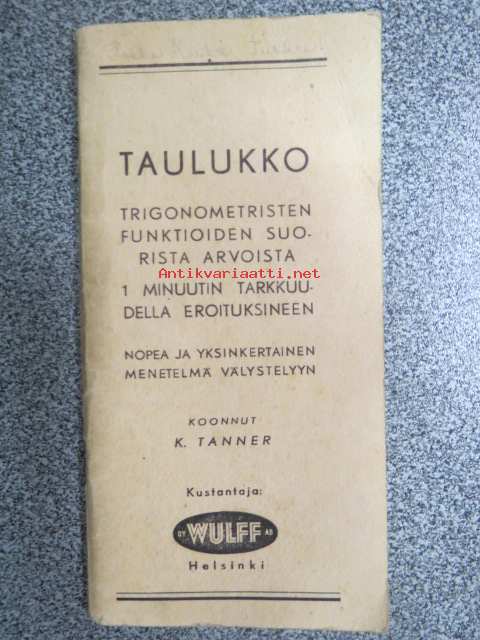 TAULUKKO
TRIGONOMETRISTEN
FUNKTIOIDEN SUO-
RISTA ARVOISTA
Antikvariaatti.net
1 MINUUTIN TARKKUU-
DELLA EROITUKSINEEN
NOPEA JA YKSINKERTAINEN
MENETELMÄ VÄLYSTELYYN
KOONNUT
K. TANNER
Kustantaja:
OY WULFF AB
Helsinki